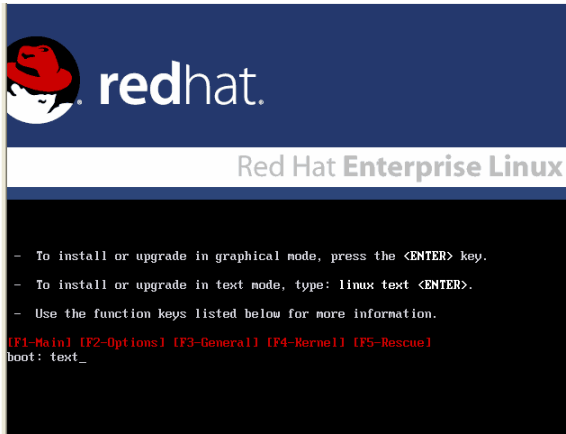 redhat.
Red Hat Enterprise Linux
- To install or upgrade in graphical mode, press the <ENTER> key.
- To install or upgrade in text mode, type: linux text <ENTER>.
- Use the function keys listed below for more information.
[F1-Main] [F2-Options] [F3-General] [F4-Kernel] [F5-Rescue]
boot: text_